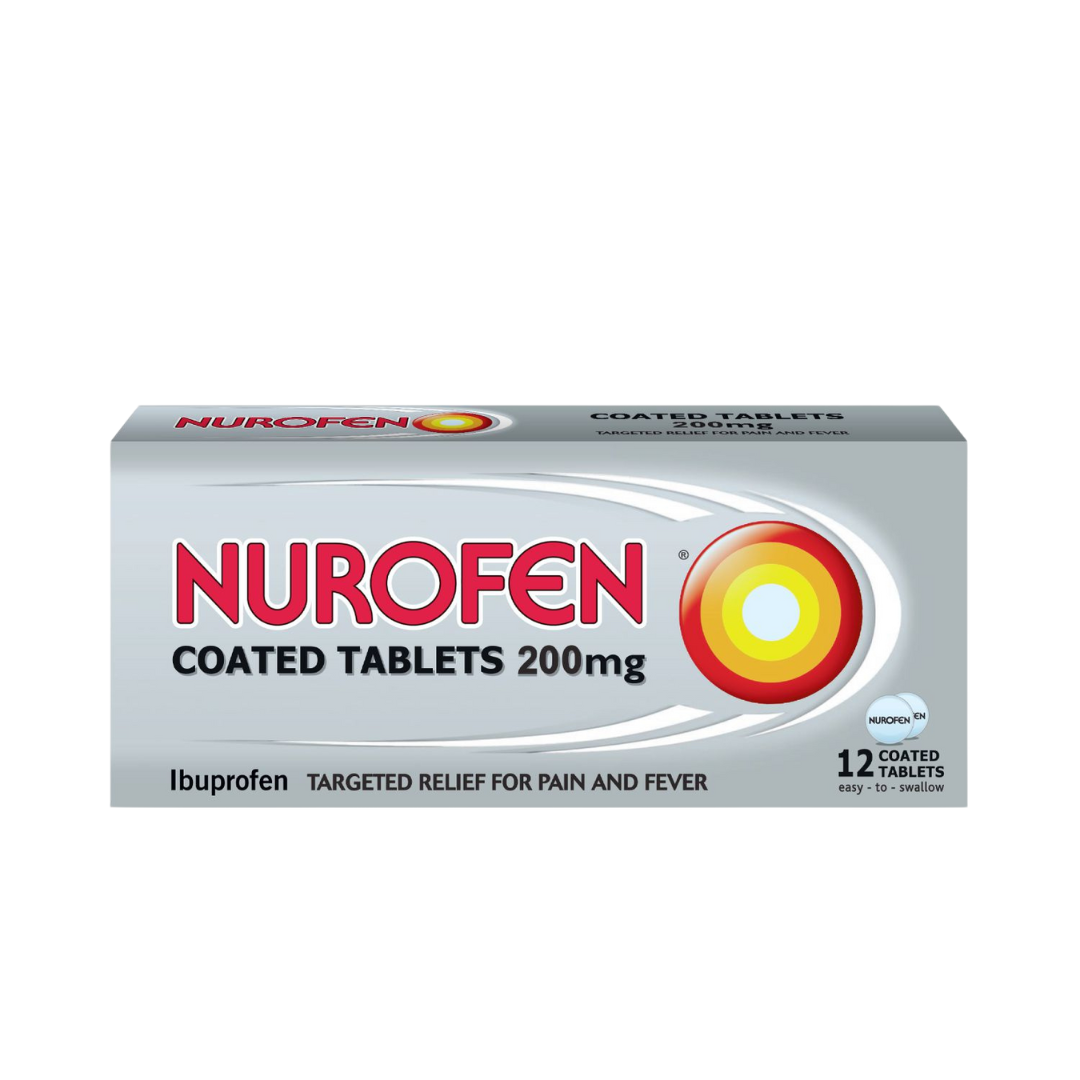 NUROFEN
COATED TABLETS
200mg
TARGETED RELIEF FOR PAIN AND FEVER
NUROFEN ®
COATED TABLETS 200mg
NUROFEN EN
12 COATED
TABLETS
easy - to - swallow
Ibuprofen TARGETED RELIEF FOR PAIN AND FEVER